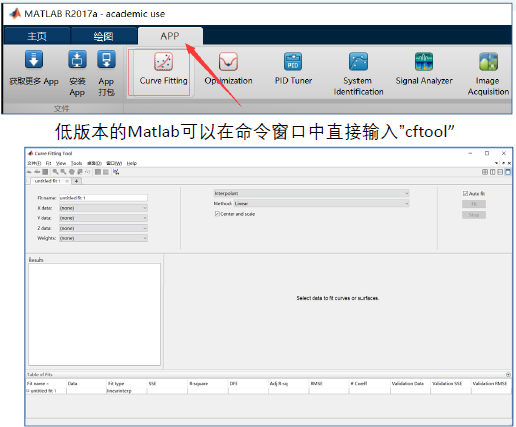 MATLAB R2017a - academic use
主页 绘图 APP
获取更多 App 安装 App App 打包 Curve Fitting Optimization PID Tuner System Identification Signal Analyzer Image Acquisition
文件
低版本的Matlab可以在命令窗口中直接输入"cftool”
Curve Fitting Tool
文件(F) Fit View Tools 桌面(D) 窗口(W) Help
untitled fit 1
Fit name: untitled fit 1
X data: (none)
Y data: (none)
Z data: (none)
Weights: (none)
Interpolant
Method: Linear
Center and scale
Auto fit
Fit
Stop
Results
Select data to fit curves or surfaces.
Table of Fits
Fit name Data Fit type SSE R-square DFE Adj R-sq RMSE # Coeff Validation Data Validation SSE Validation RMSE
untitled fit 1 linearinterp